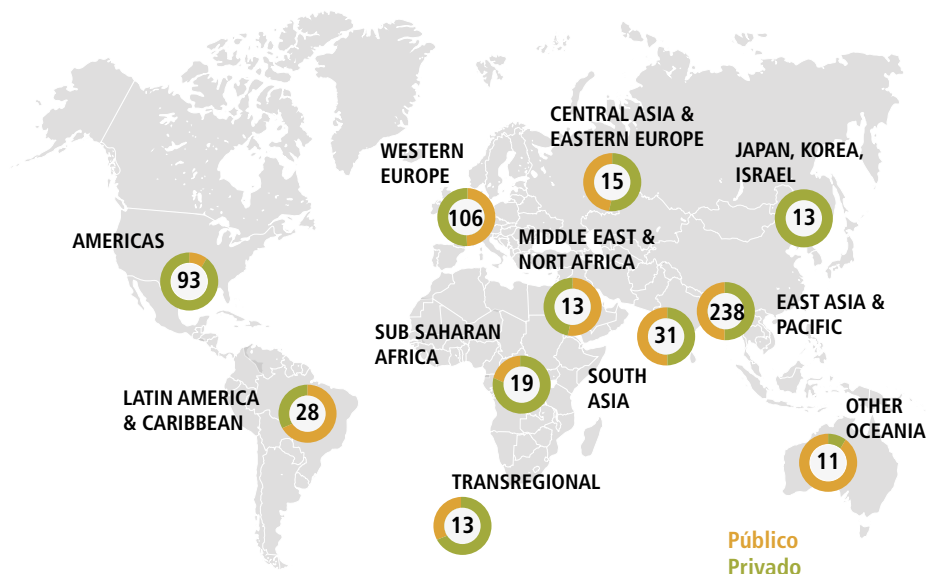 CENTRAL ASIA &
EASTERN EUROPE
15
WESTERN
EUROPE
106
JAPAN, KOREA,
ISRAEL
13
AMERICAS
93
MIDDLE EAST &
NORT AFRICA
13
EAST ASIA &
PACIFIC
238
SUB SAHARAN
AFRICA
19
SOUTH
ASIA
31
LATIN AMERICA
& CARIBBEAN
28
OTHER
OCEANIA
11
TRANSREGIONAL
13
Público
Privado